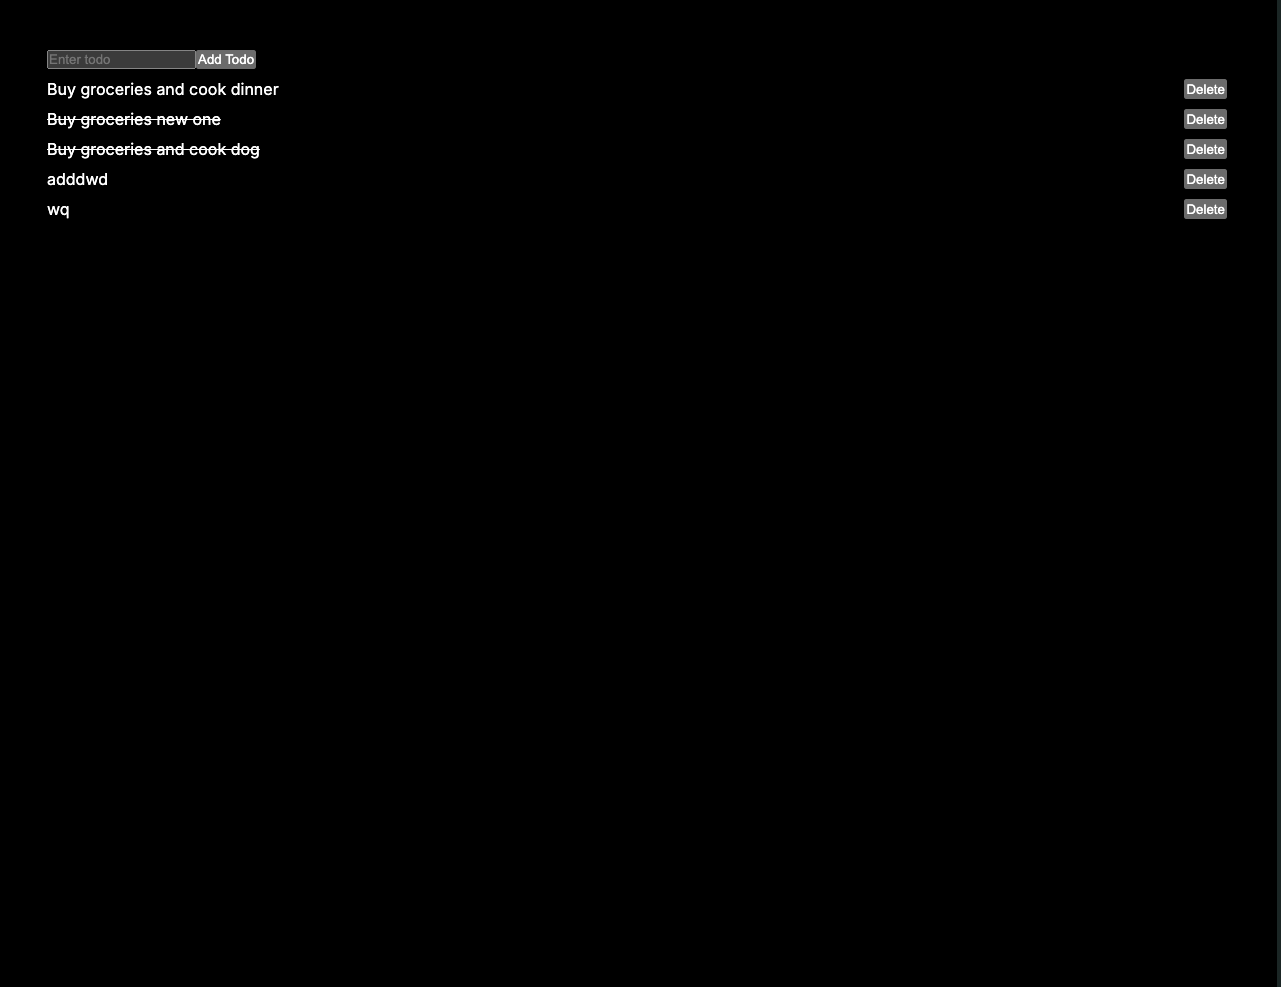 Enter todo Add Todo
Buy groceries and cook dinner Delete
Buy groceries new one Delete
Buy groceries and cook dog Delete
adddwd Delete
wq Delete